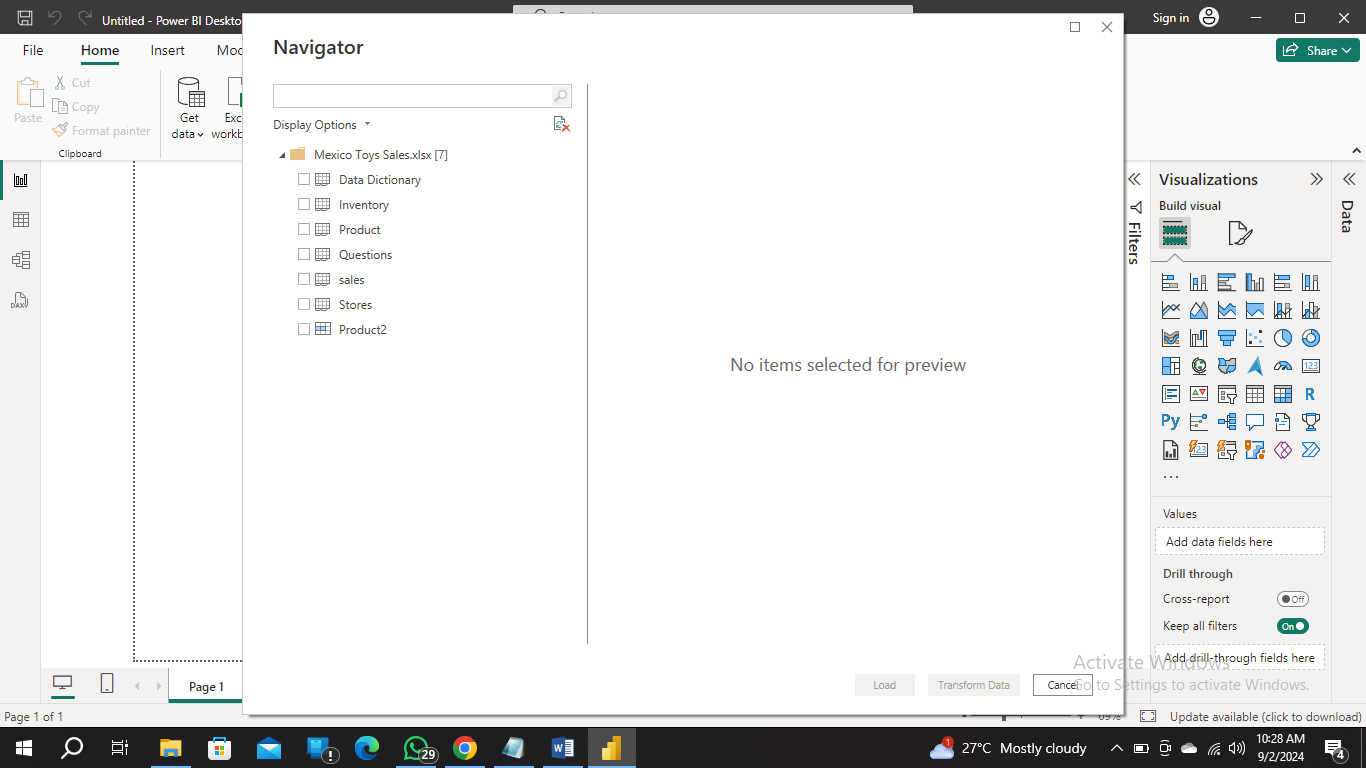 Untitled - Power BI Deskto
Sign in
File
Home
Insert
Mod
Share
Paste
Cut
Copy
Format painter
Clipboard
Get
data
Exc
workb
Navigator
Display Options
Mexico Toys Sales.xlsx [7]
Data Dictionary
Inventory
Product
Questions
sales
Stores
Product2
No items selected for preview
Load
Transform Data
Cancel
Filters
Visualizations
Build visual
Data
DAX
123
R
Py
123
Values
Add data fields here
Drill through
Cross-report
Off
Keep all filters
On
Add drill-through fields here
Activate Windows
Go to Settings to activate Windows.
Page 1
Page 1 of 1
69%
Update available (click to download)
29
1
27°C Mostly cloudy
10:28 AM
9/2/2024
4